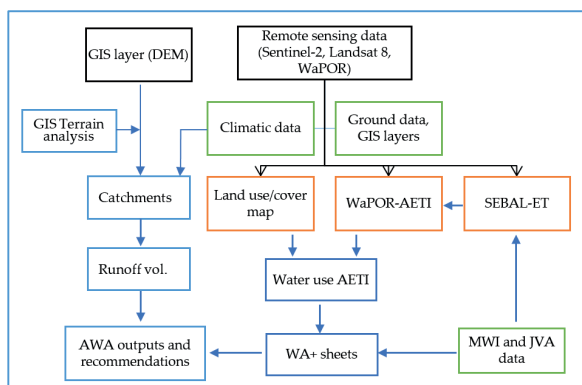 GIS layer (DEM)
Remote sensing data
(Sentinel-2, Landsat 8,
WaPOR)
GIS Terrain
analysis
Climatic data
Ground data,
GIS layers
Catchments
Land use/cover
map
WaPOR-AETI
SEBAL-ET
Runoff vol.
Water use AETI
AWA outputs and
recommendations
WA+ sheets
MWI and JVA
data